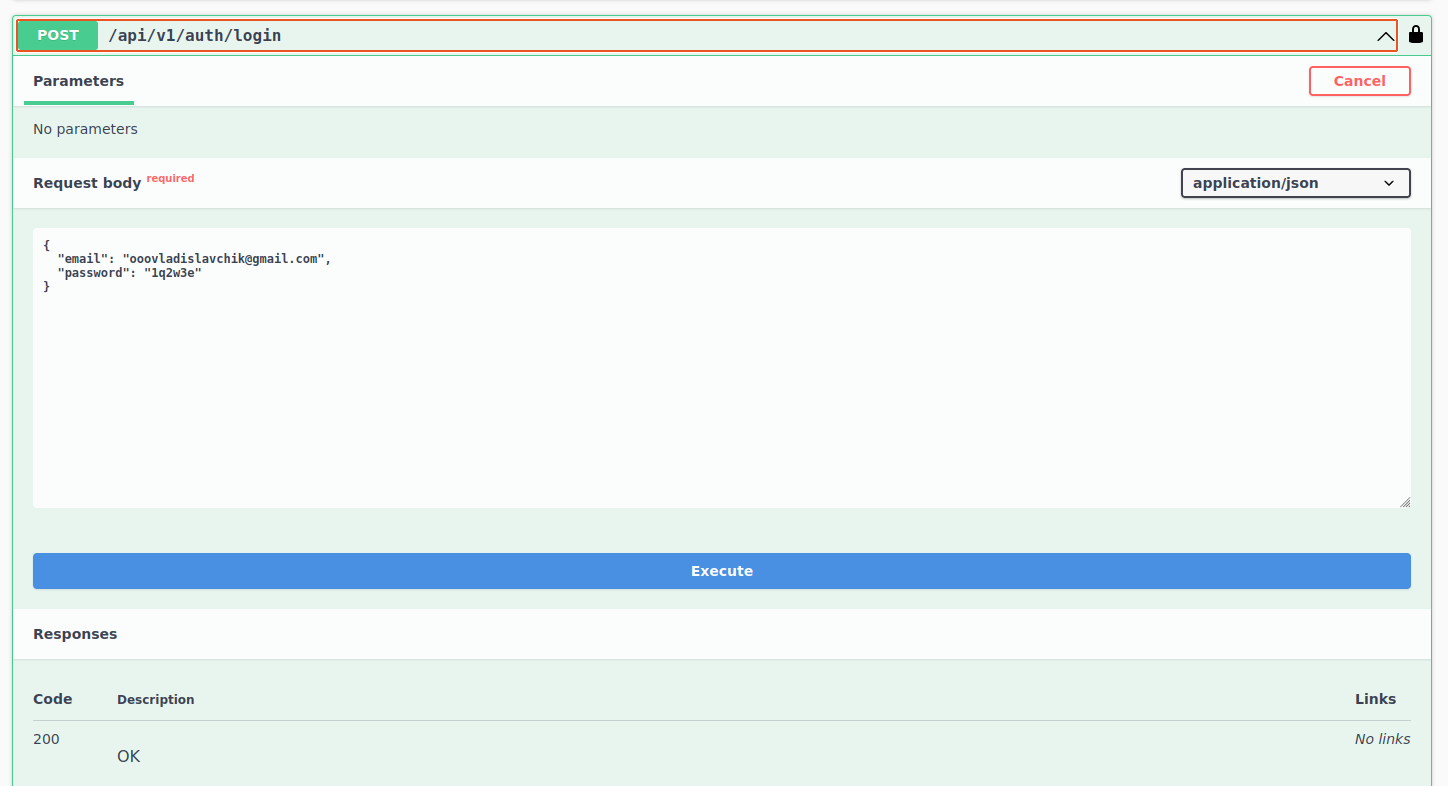 POST /api/v1/auth/login
Parameters Cancel
No parameters
Request body required application/json
{
  "email": "ooovladislavchik@gmail.com",
  "password": "1q2w3e"
}
Execute
Responses
Code Description Links
200 No links
OK